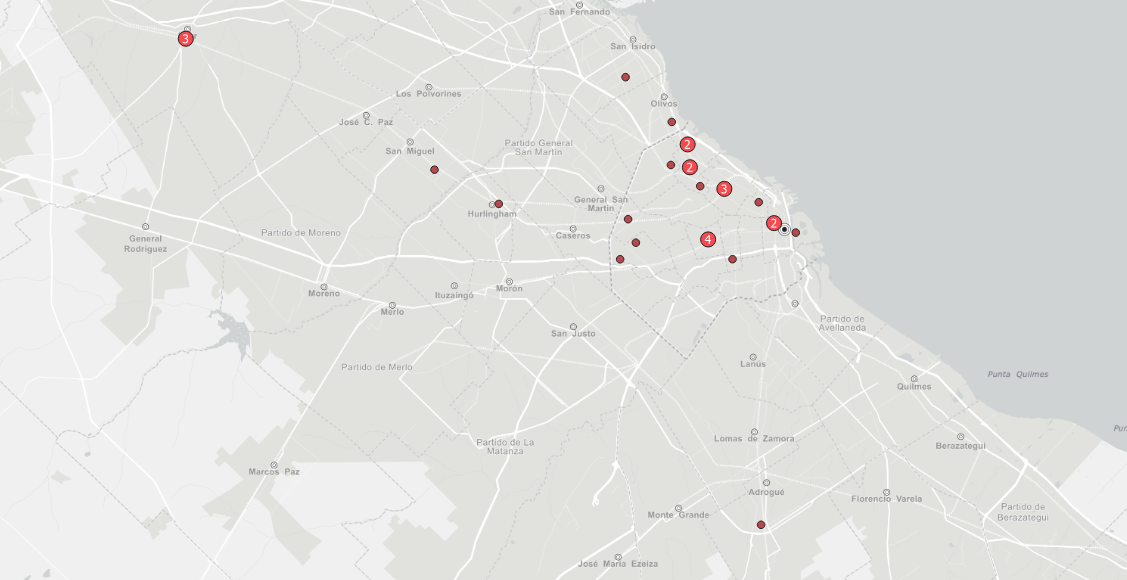 San Fernando
3
San Isidro
Los Polvorines
Olivos
José C. Paz
San Miguel
Partido General
San Martín
2
2
3
Hurlingham
General San
Martín
2
4
Caseros
Partido de Moreno
General
Rodríguez
Moreno
Merlo
Ituzaingó
Morón
San Justo
Partido de
Avellaneda
Lanús
Partido de Merlo
Punta Quilmes
Quilmes
Pun
Partido de La
Matanza
Lomas de Zamora
Berazategui
Marcos Paz
Adrogué
Florencio Varela
Monte Grande
Partido de
Berazategui
José María Ezeiza